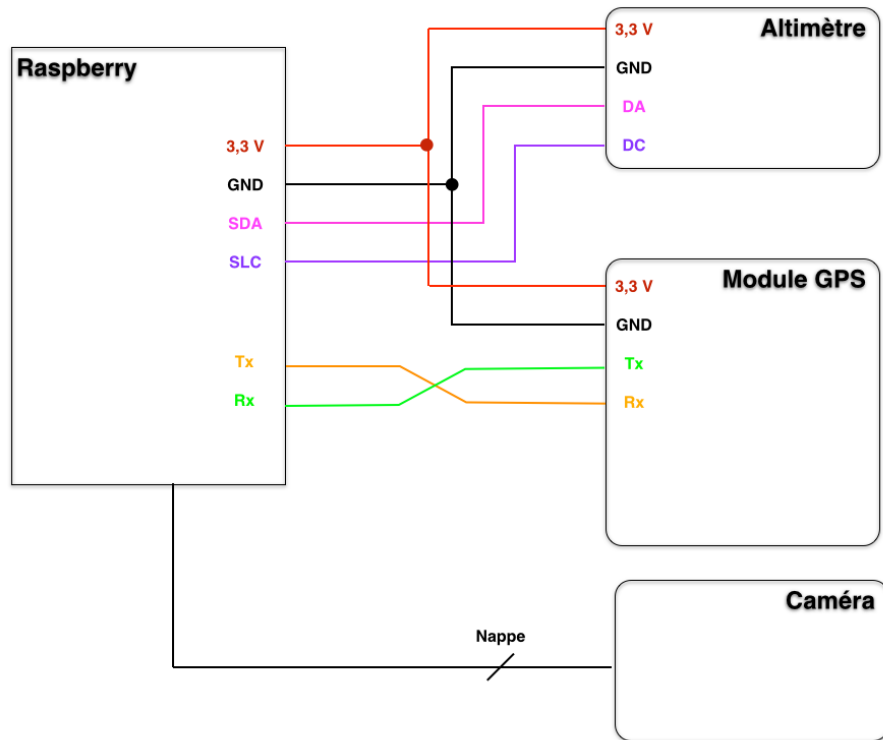 Raspberry
3,3 V
GND
SDA
SLC
Tx
Rx
Altimètre
3,3 V
GND
DA
DC
Module GPS
3,3 V
GND
Tx
Rx
Nappe
Caméra